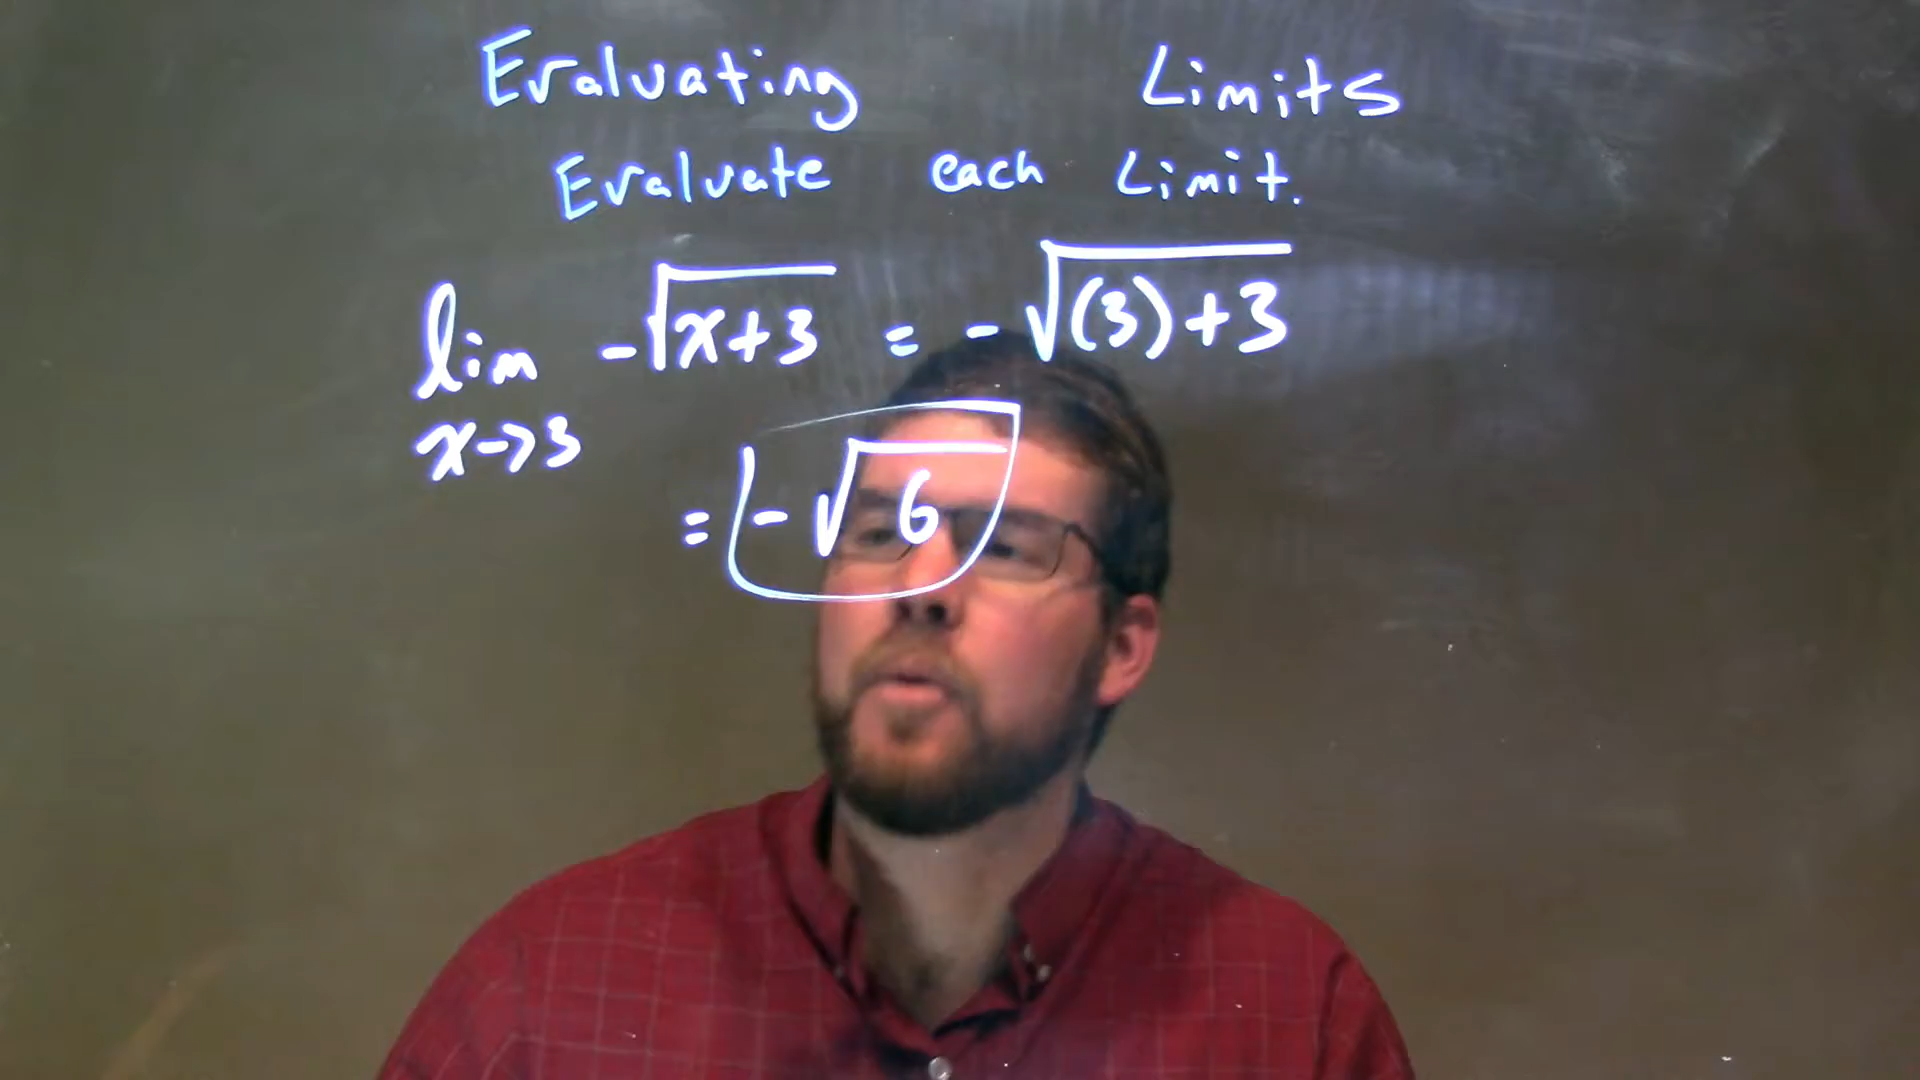 Evaluating Limits
Evaluate each Limit.
lim -√x+3 = -√(3)+3
x->3
= -√6